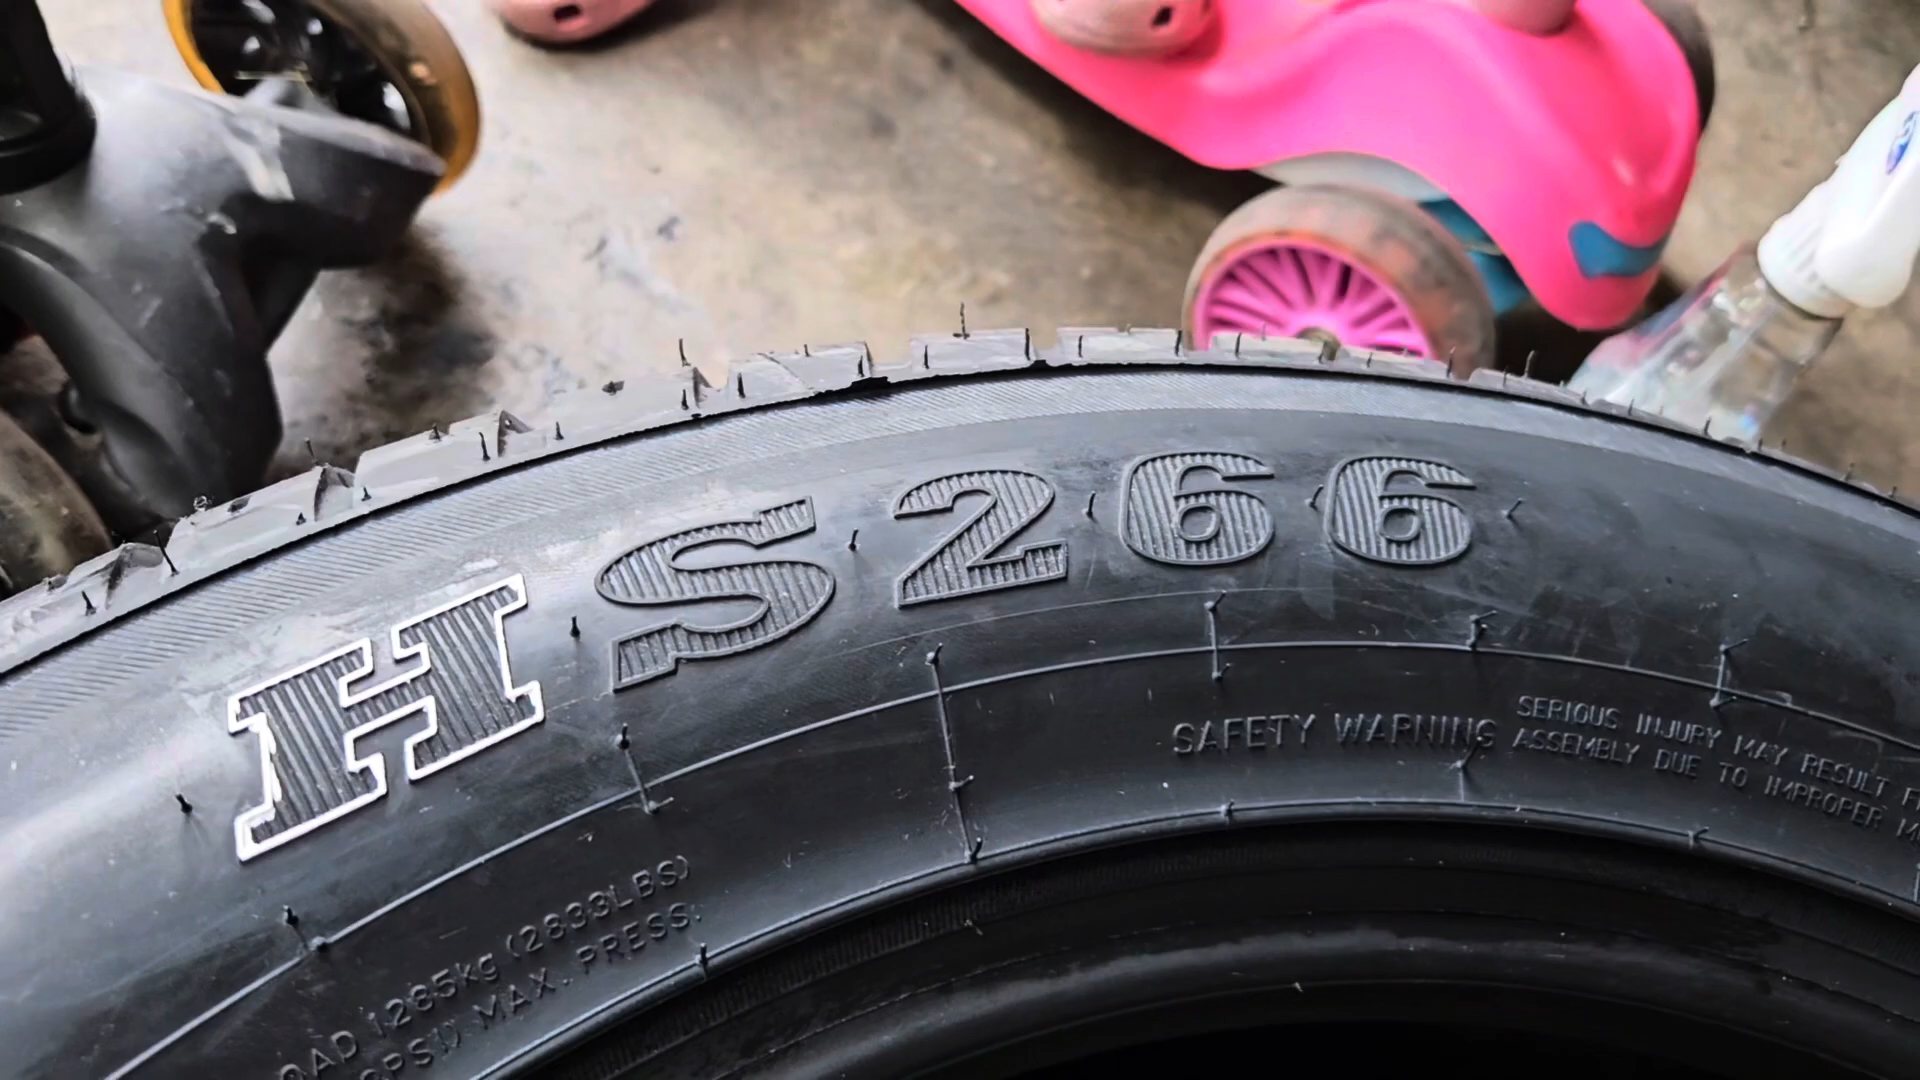 HS266
SAFETY WARNING
SERIOUS INJURY MAY RESULT
ASSEMBLY DUE TO IMPROPER
1285kg (2833LBS)
MAX. PRESS.